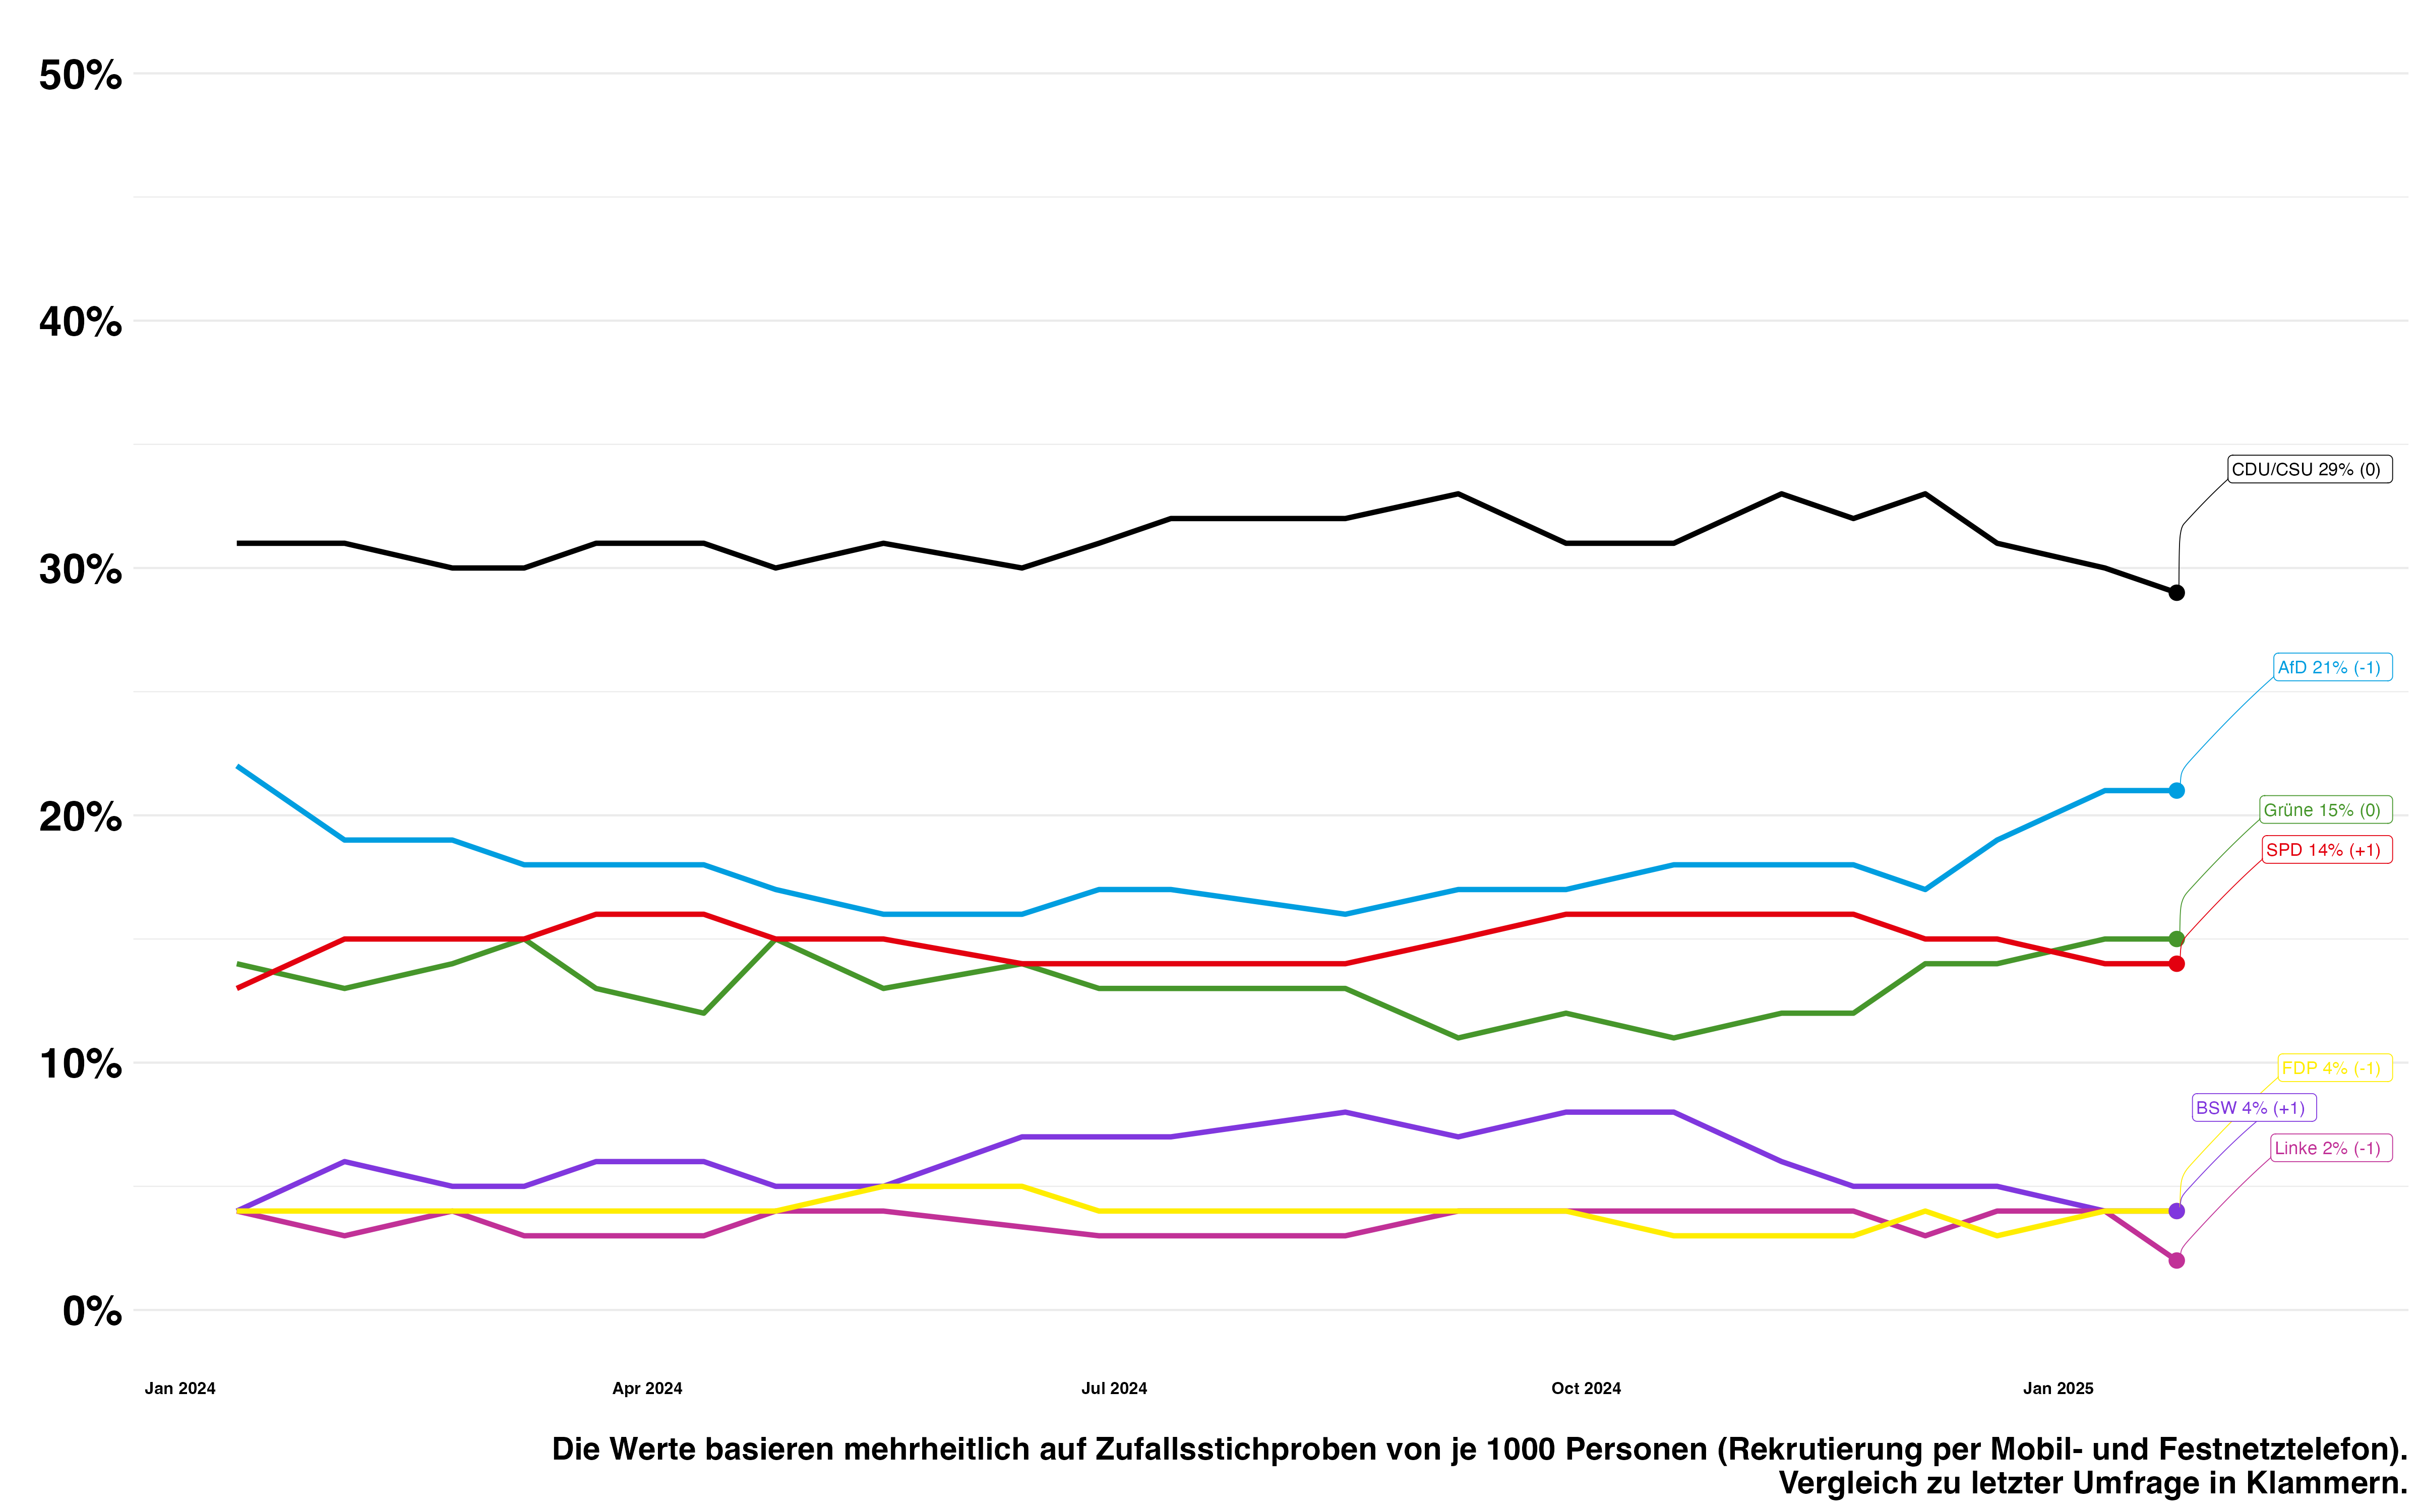 50%
40%
30%
20%
10%
0%
CDU/CSU 29% (0)
AfD 21% (-1)
Grüne 15% (0)
SPD 14% (+1)
FDP 4% (-1)
BSW 4% (+1)
Linke 2% (-1)
Jan 2024
Apr 2024
Jul 2024
Oct 2024
Jan 2025
Die Werte basieren mehrheitlich auf Zufallsstichproben von je 1000 Personen (Rekrutierung per Mobil- und Festnetztelefon).
Vergleich zu letzter Umfrage in Klammern.